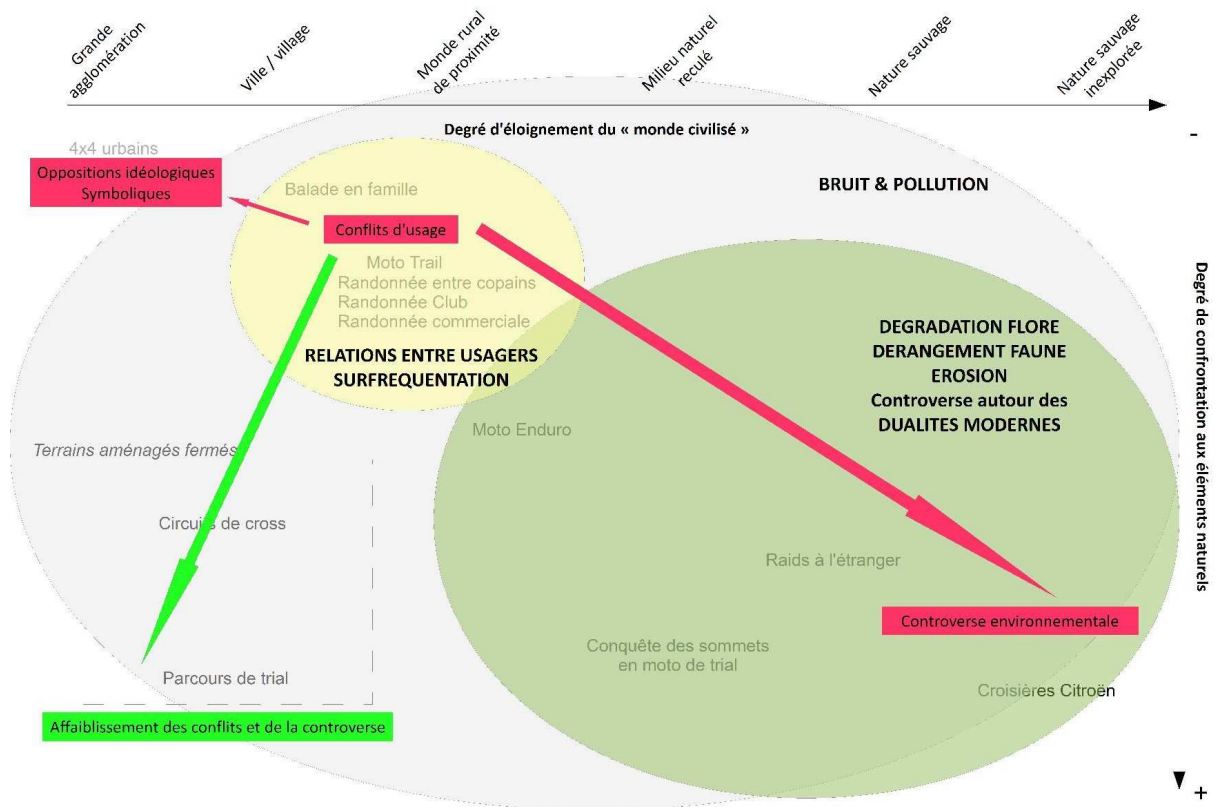 Grande
agglomération
Ville / village
Monde rural
de proximité
Milieu naturel
reculé
Nature sauvage
Nature sauvage
inexplorée
Degré d'éloignement du « monde civilisé »
-
4x4 urbains
Oppositions idéologiques
Symboliques
Balade en famille
BRUIT & POLLUTION
Conflits d'usage
Moto Trail
Randonnée entre copains
Randonnée Club
Randonnée commerciale
RELATIONS ENTRE USAGERS
SURFREQUENTATION
DEGRADATION FLORE
DERANGEMENT FAUNE
EROSION
Controverse autour des
DUALITES MODERNES
Degré de confrontation aux éléments naturels
Moto Enduro
Terrains aménagés fermés
Circuits de cross
Raids à l'étranger
Controverse environnementale
Conquête des sommets
en moto de trial
Parcours de trial
Croisières Citroën
Affaiblissement des conflits et de la controverse
+